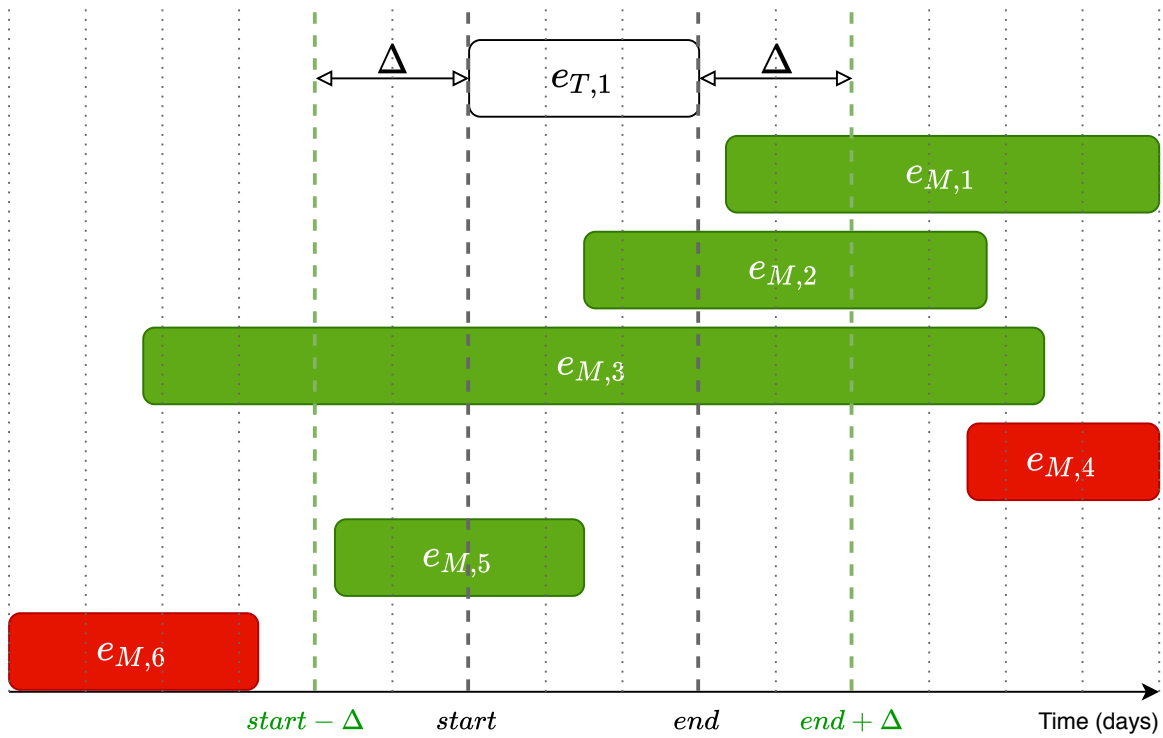 Δ Δ
e_{T,1}
e_{M,1}
e_{M,2}
e_{M,3}
e_{M,4}
e_{M,5}
e_{M,6}
start − Δ start end end + Δ Time (days)